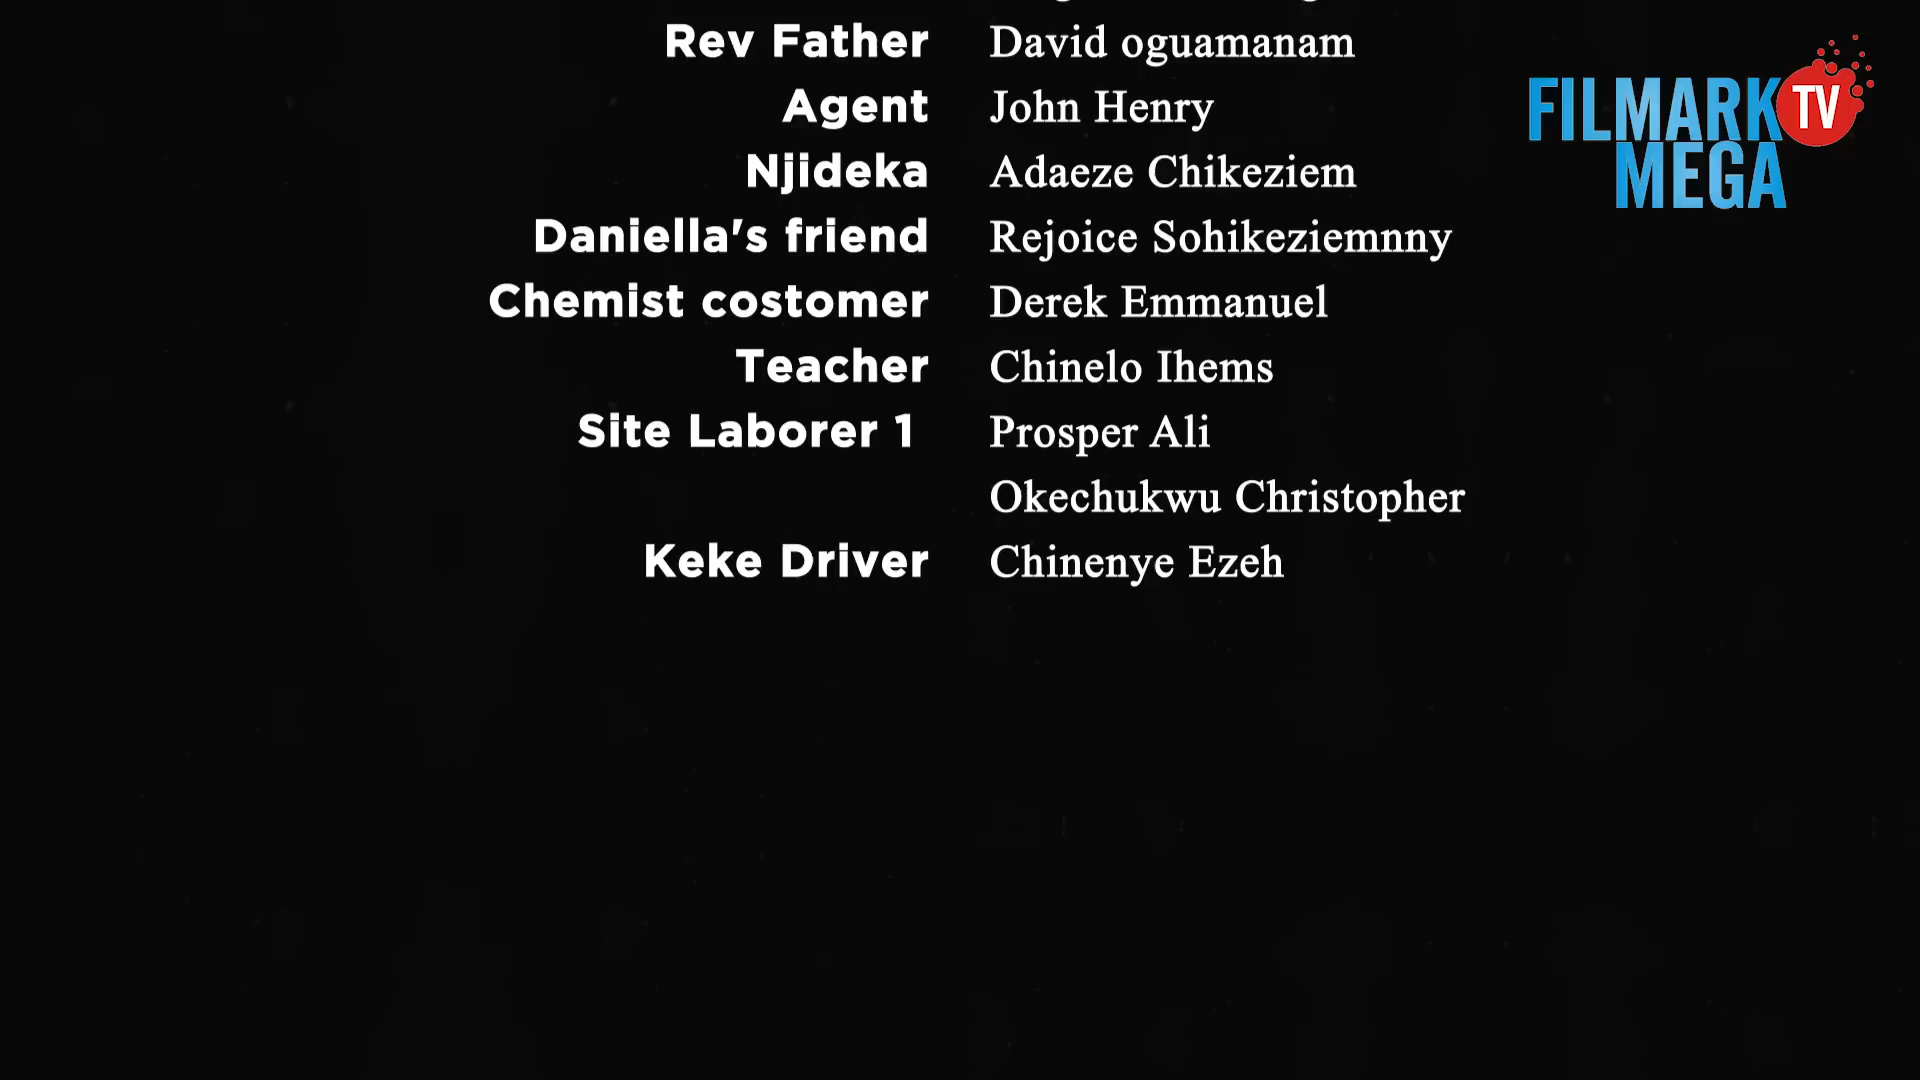 Rev Father David oguamanam
Agent John Henry
Njideka Adaeze Chikeziem
Daniella's friend Rejoice Sohikeziemnny
Chemist costomer Derek Emmanuel
Teacher Chinelo Ihems
Site Laborer 1 Prosper Ali
Okechukwu Christopher
Keke Driver Chinenye Ezeh
FILMARK TV
MEGA